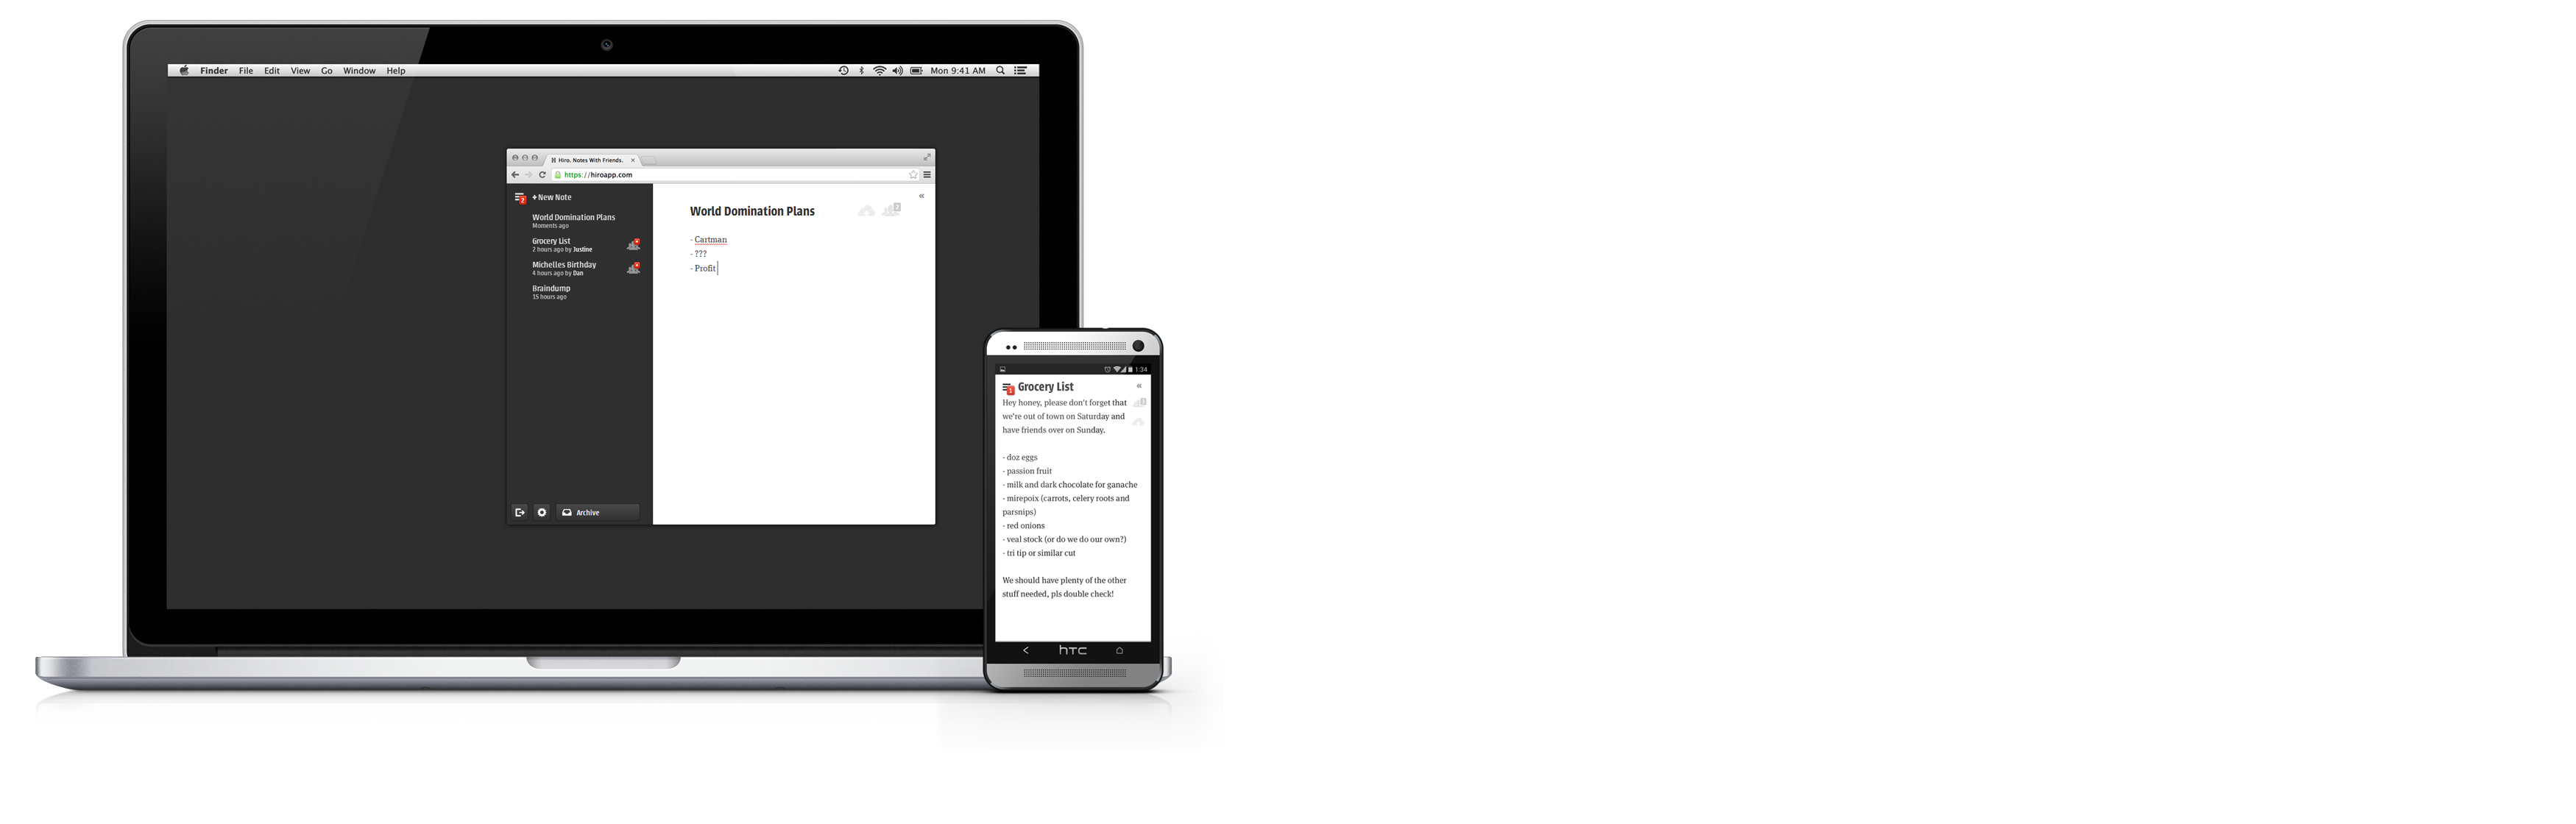 Finder File Edit View Go Window Help
Mon 9:41 AM
Hiro. Notes With Friends.
https://hiroapp.com
2
+ New Note
World Domination Plans
Moments ago
Grocery List
2 hours ago by Justine
Michelles Birthday
4 hours ago by Dan
Braindump
15 hours ago
Archive
World Domination Plans
- Cartman
- ???
- Profit
1:34
Grocery List
Hey honey, please don't forget that
we're out of town on Saturday and
have friends over on Sunday.
- doz eggs
- passion fruit
- milk and dark chocolate for ganache
- mirepoix (carrots, celery roots and
parsnips)
- red onions
- veal stock (or do we do our own?)
- tri tip or similar cut
We should have plenty of the other
stuff needed, pls double check!
hTC